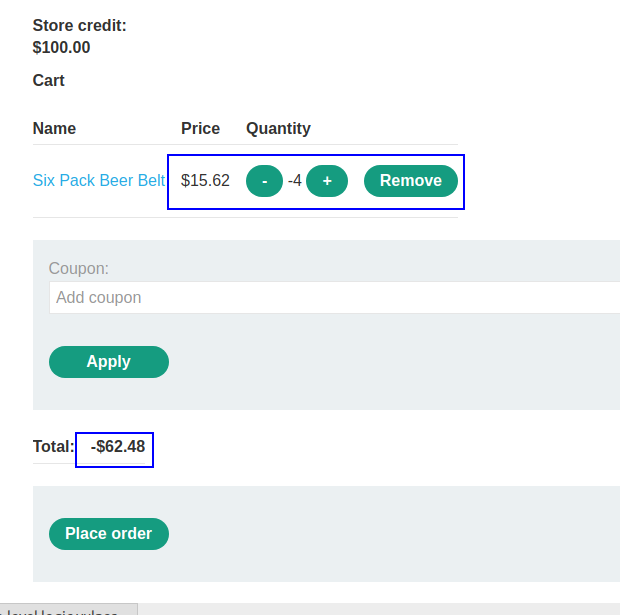 Store credit:
$100.00
Cart
Name Price Quantity
Six Pack Beer Belt $15.62 - -4 + Remove
Coupon:
Add coupon
Apply
Total: -$62.48
Place order